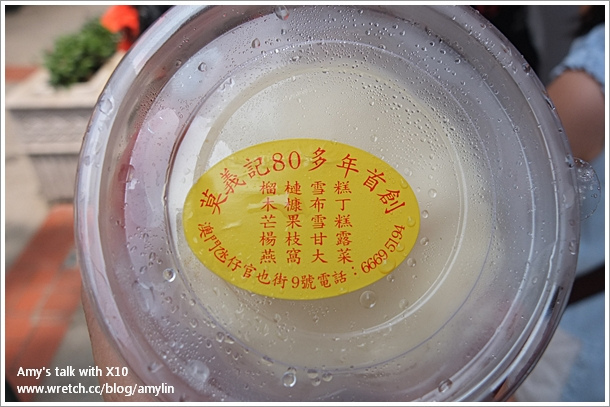 莫義記80多年首創
榴槤雪糕
木糠布丁
芒果雪糕
楊枝甘露
燕窩大菜
澳門氹仔官也街9號電話：66695194
Amy's talk with X10
www.wretch.cc/blog/amylin